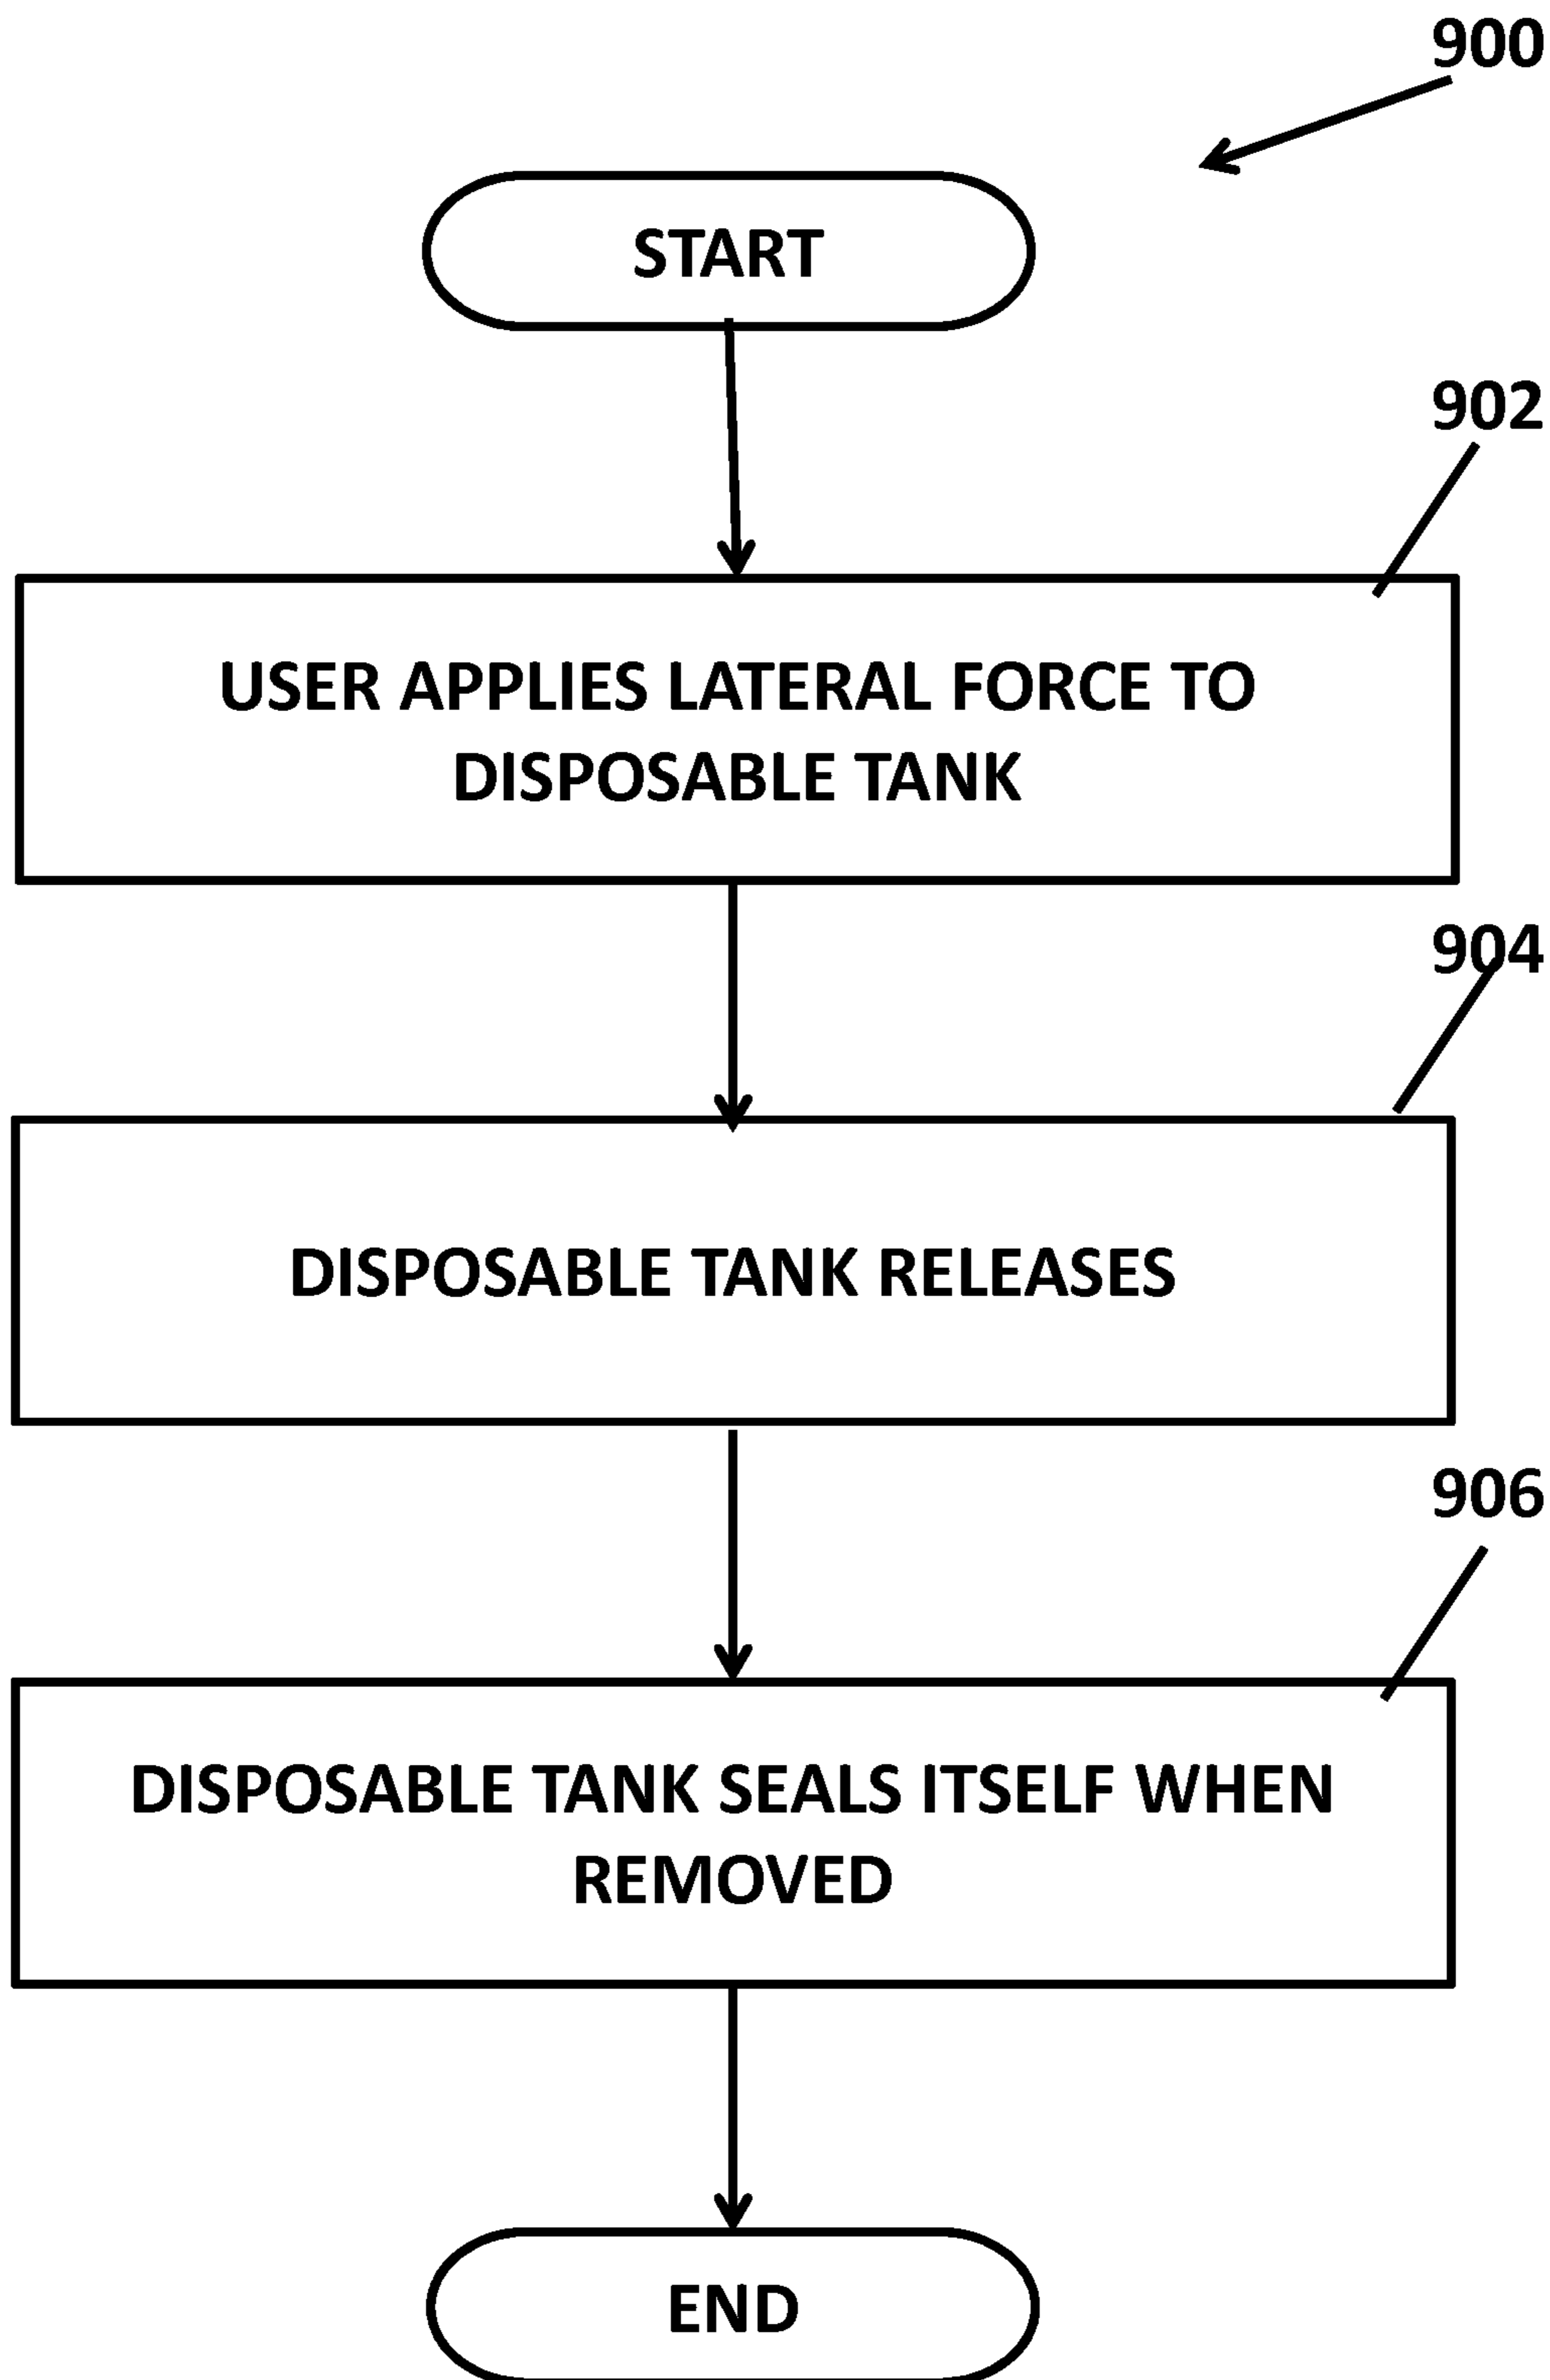 900
START
902
USER APPLIES LATERAL FORCE TO
DISPOSABLE TANK
904
DISPOSABLE TANK RELEASES
906
DISPOSABLE TANK SEALS ITSELF WHEN
REMOVED
END